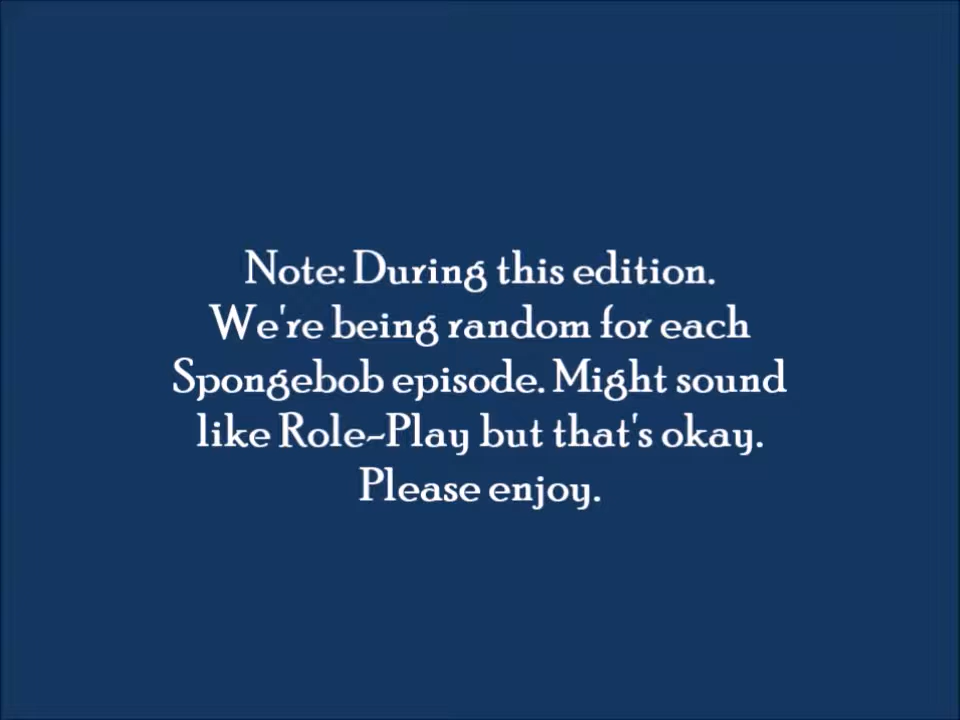 Note: During this edition.
We're being random for each
Spongebob episode. Might sound
like Role-Play but that's okay.
Please enjoy.